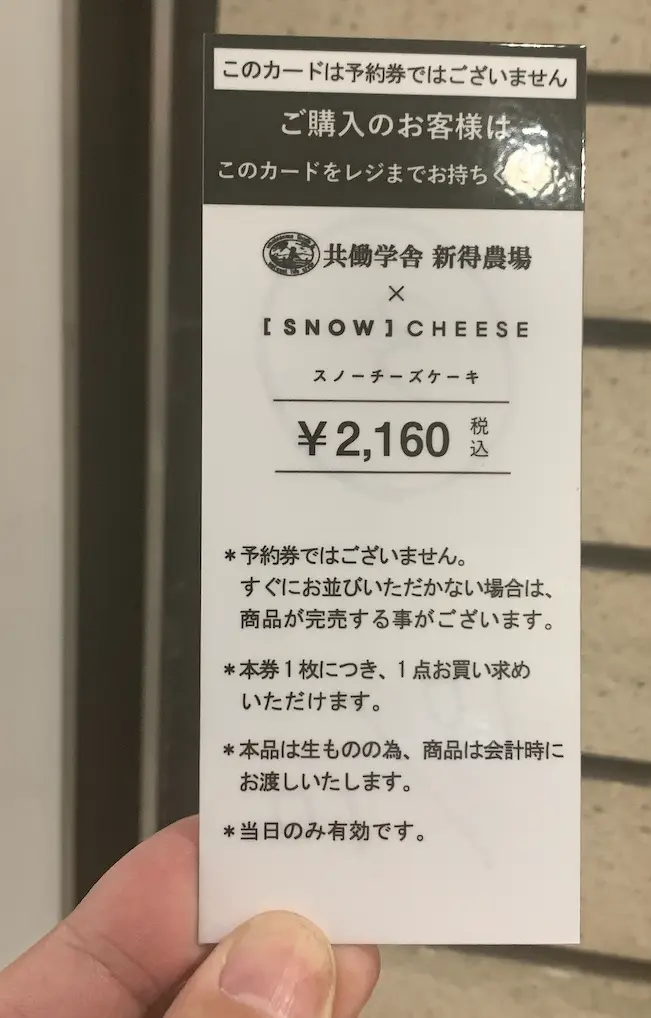 このカードは予約券ではございません
ご購入のお客様は
このカードをレジまでお持ちく
共働学舎 新得農場
×
[SNOW] CHEESE
スノーチーズケーキ
¥2,160 税込
＊予約券ではございません。
すぐにお並びいただかない場合は、
商品が完売する事がございます。
＊本券1枚につき、1点お買い求め
いただけます。
＊本品は生ものの為、商品は会計時に
お渡しいたします。
＊当日のみ有効です。